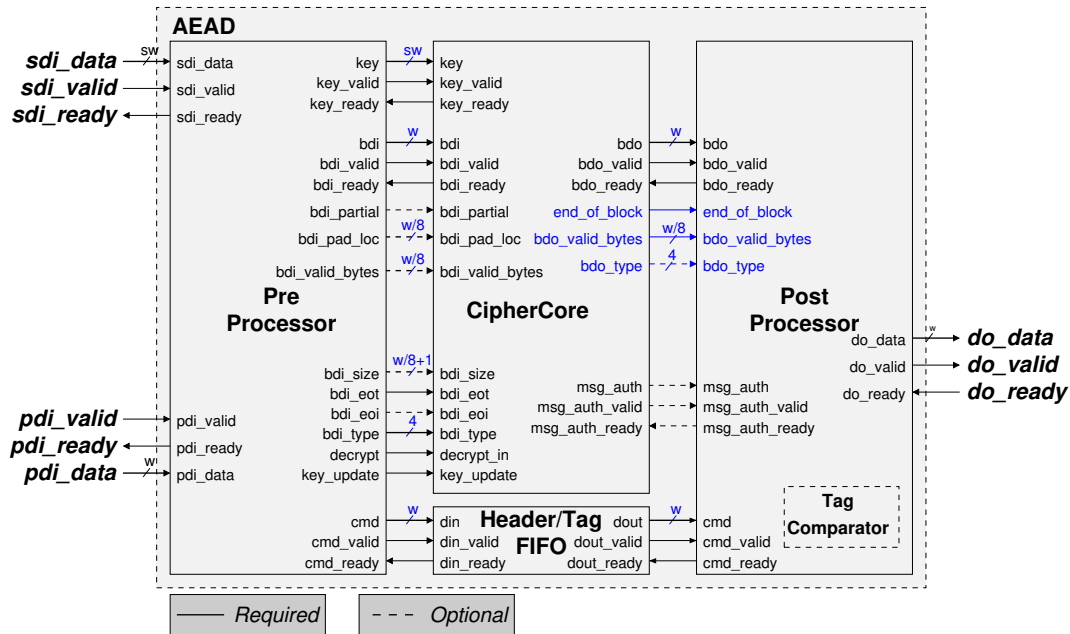 AEAD
sdi_data
sw
sdi_data
sdi_valid
sdi_valid
sdi_ready
sdi_ready
key
sw
key
key_valid
key_valid
key_ready
key_ready
bdi
w
bdi
bdi_valid
bdi_valid
bdi_ready
bdi_ready
bdi_partial
bdi_partial
bdi_pad_loc
w/8
bdi_pad_loc
bdi_valid_bytes
w/8
bdi_valid_bytes
Pre
Processor
bdi_size
w/8+1
bdi_size
bdi_eot
bdi_eot
bdi_eoi
bdi_eoi
bdi_type
4
bdi_type
decrypt
decrypt_in
key_update
key_update
pdi_valid
pdi_valid
pdi_ready
pdi_ready
pdi_data
w
pdi_data
cmd
w
din
cmd_valid
din_valid
cmd_ready
din_ready
CipherCore
bdo
w
bdo
bdo_valid
bdo_valid
bdo_ready
bdo_ready
end_of_block
end_of_block
bdo_valid_bytes
w/8
bdo_valid_bytes
bdo_type
4
bdo_type
msg_auth
msg_auth
msg_auth_valid
msg_auth_valid
msg_auth_ready
msg_auth_ready
Header/Tag
FIFO
dout
w
cmd
dout_valid
cmd_valid
dout_ready
cmd_ready
Post
Processor
do_data
w
do_data
do_valid
do_valid
do_ready
do_ready
Tag
Comparator
Required
Optional